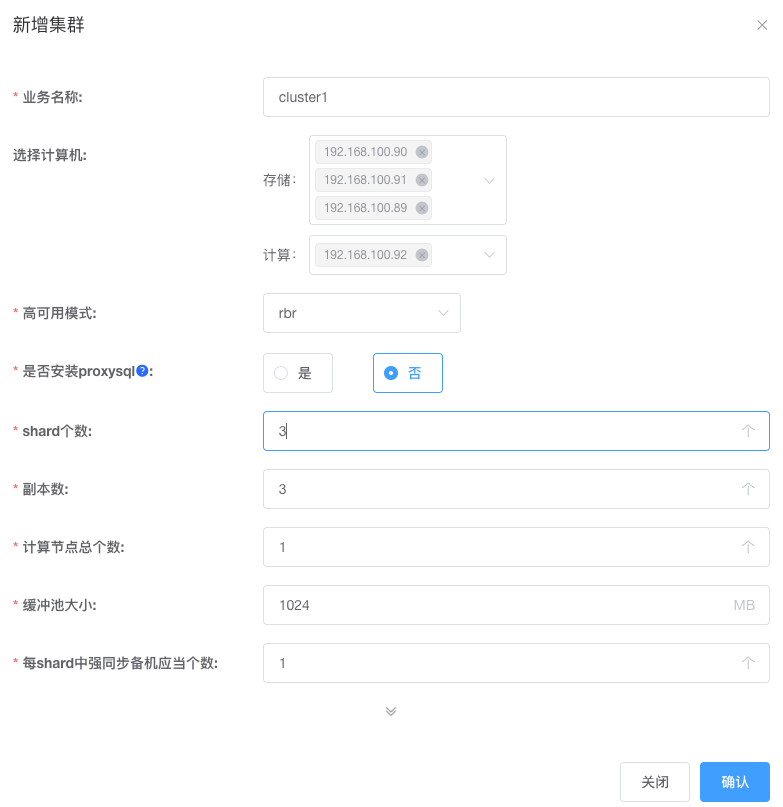 新增集群
* 业务名称: cluster1
选择计算机:
存储: 192.168.100.90
192.168.100.91
192.168.100.89
计算: 192.168.100.92
* 高可用模式: rbr
* 是否安装proxysql?: 是 否
* shard个数: 3 个
* 副本数: 3 个
* 计算节点总个数: 1 个
* 缓冲池大小: 1024 MB
* 每shard中强同步备机应当个数: 1 个
关闭 确认